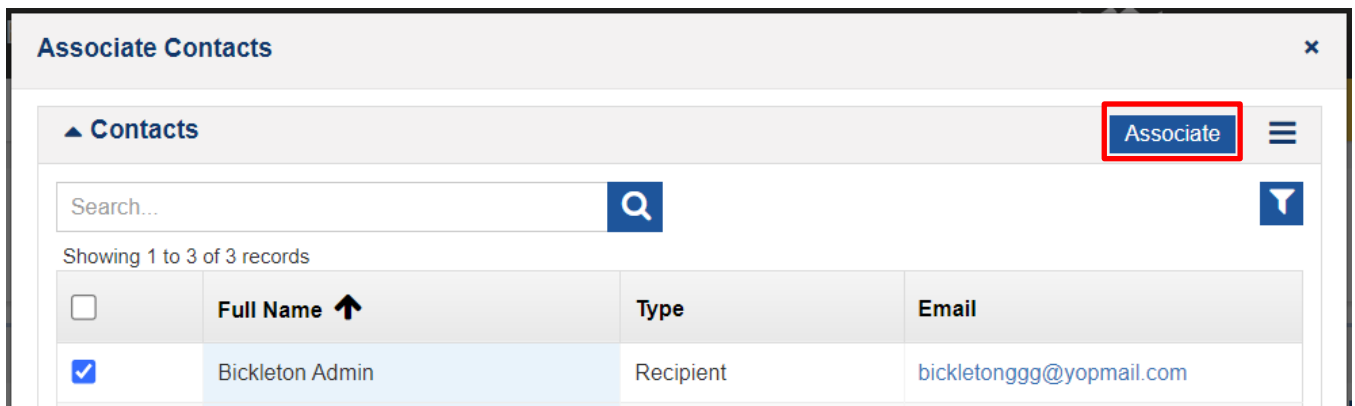 Associate Contacts ×
Contacts Associate
Search...
Showing 1 to 3 of 3 records
Full Name Type Email
Bickleton Admin Recipient bickletonggg@yopmail.com